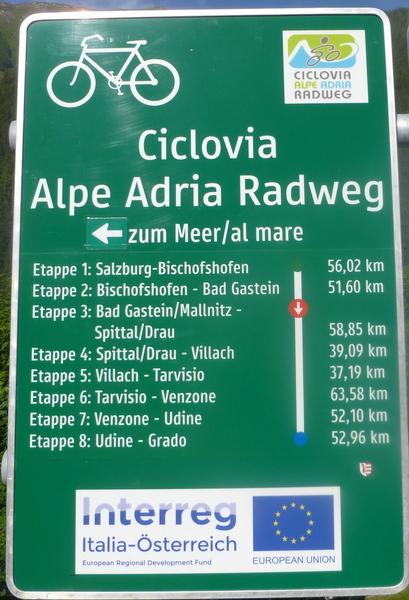 CICLOVIA
ALPE ADRIA
RADWEG
Ciclovia
Alpe Adria Radweg
zum Meer/al mare
Etappe 1: Salzburg-Bischofshofen 56,02 km
Etappe 2: Bischofshofen - Bad Gastein 51,60 km
Etappe 3: Bad Gastein/Mallnitz -
Spittal/Drau 58,85 km
Etappe 4: Spittal/Drau - Villach 39,09 km
Etappe 5: Villach - Tarvisio 37,19 km
Etappe 6: Tarvisio - Venzone 63,58 km
Etappe 7: Venzone - Udine 52,10 km
Etappe 8: Udine - Grado 52,96 km
Interreg
Italia-Österreich
European Regional Development Fund
EUROPEAN UNION